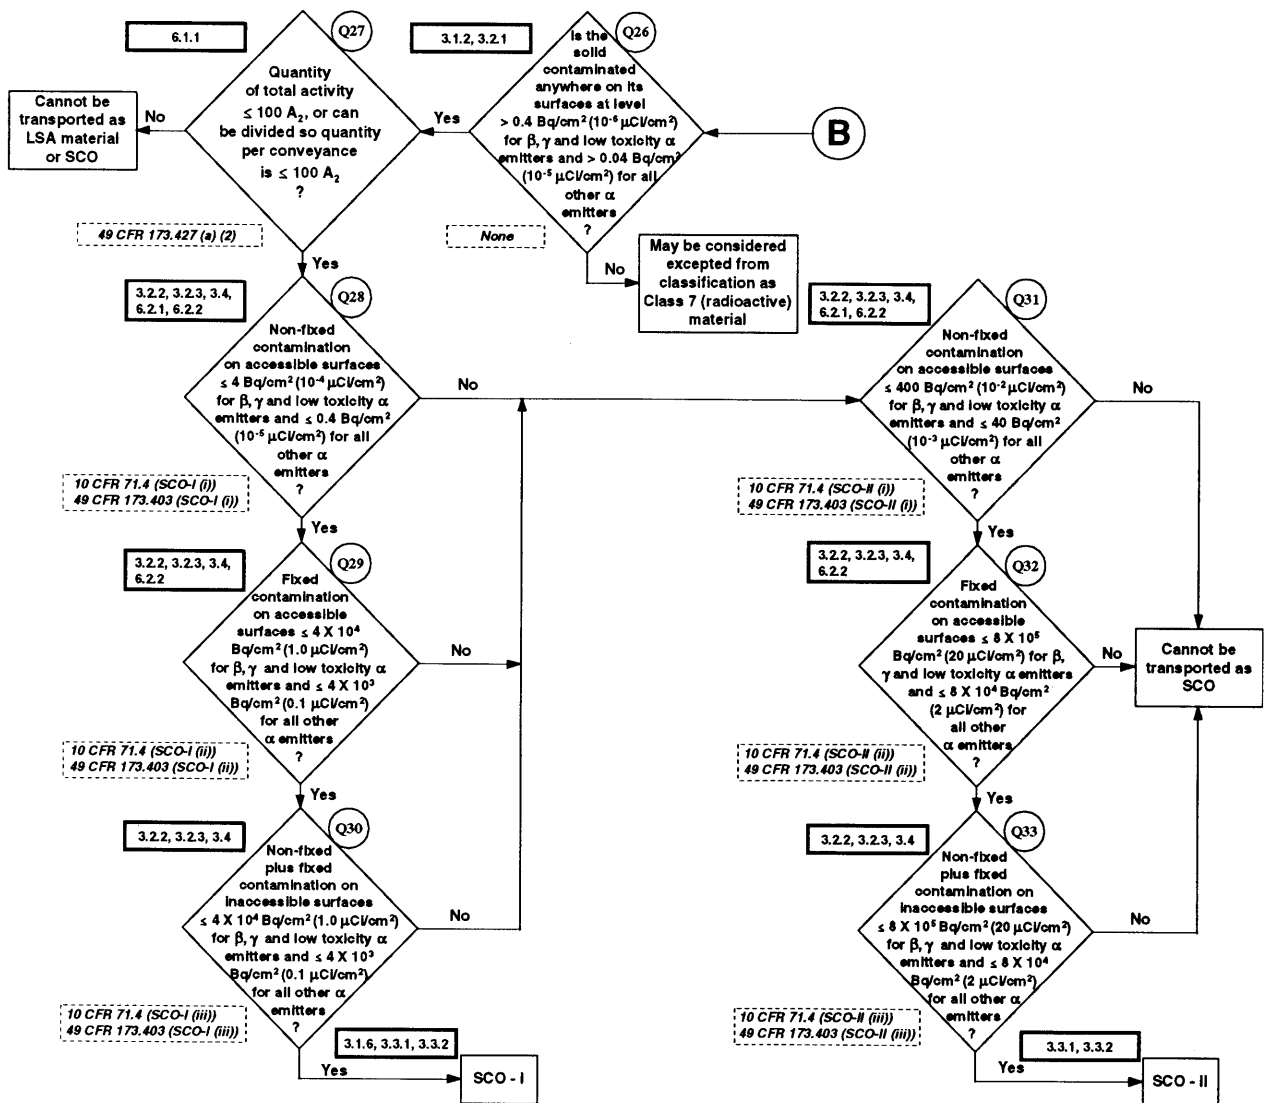 6.1.1
Q27
Quantity
of total activity
≤ 100 A₂, or can
be divided so quantity
per conveyance
is ≤ 100 A₂
?
No
Cannot be
transported as
LSA material
or SCO
49 CFR 173.427 (a) (2)
Yes
3.1.2, 3.2.1
Q26
Is the
solid
contaminated
anywhere on its
surfaces at level
> 0.4 Bq/cm² (10⁻⁶ μCi/cm²)
for β, γ and low toxicity α
emitters and > 0.04 Bq/cm²
(10⁻⁵ μCi/cm²) for all
other α
emitters
?
Yes
B
None
No
May be considered
excepted from
classification as
Class 7 (radioactive)
material
3.2.2, 3.2.3, 3.4,
6.2.1, 6.2.2
Q28
Non-fixed
contamination
on accessible surfaces
≤ 4 Bq/cm² (10⁻⁴ μCi/cm²)
for β, γ and low toxicity α
emitters and ≤ 0.4 Bq/cm²
(10⁻⁵ μCi/cm²) for all
other α
emitters
?
No
10 CFR 71.4 (SCO-I (i))
49 CFR 173.403 (SCO-I (i))
Yes
3.2.2, 3.2.3, 3.4,
6.2.2
Q29
Fixed
contamination
on accessible
surfaces ≤ 4 X 10⁴
Bq/cm² (1.0 μCi/cm²)
for β, γ and low toxicity α
emitters and ≤ 4 X 10³
Bq/cm² (0.1 μCi/cm²)
for all other
α emitters
?
No
10 CFR 71.4 (SCO-I (ii))
49 CFR 173.403 (SCO-I (ii))
Yes
3.2.2, 3.2.3, 3.4
Q30
Non-fixed
plus fixed
contamination on
inaccessible surfaces
≤ 4 X 10⁴ Bq/cm² (1.0 μCi/cm²)
for β, γ and low toxicity α
emitters and ≤ 4 X 10³
Bq/cm² (0.1 μCi/cm²)
for all other α
emitters
?
No
10 CFR 71.4 (SCO-I (iii))
49 CFR 173.403 (SCO-I (iii))
3.1.6, 3.3.1, 3.3.2
Yes
SCO - I
3.2.2, 3.2.3, 3.4,
6.2.1, 6.2.2
Q31
Non-fixed
contamination
on accessible surfaces
≤ 400 Bq/cm² (10⁻² μCi/cm²)
for β, γ and low toxicity α
emitters and ≤ 40 Bq/cm²
(10⁻³ μCi/cm²) for all
other α
emitters
?
No
10 CFR 71.4 (SCO-II (i))
49 CFR 173.403 (SCO-II (i))
Yes
3.2.2, 3.2.3, 3.4,
6.2.2
Q32
Fixed
contamination
on accessible
surfaces ≤ 8 X 10⁵
Bq/cm² (20 μCi/cm²) for β,
γ and low toxicity α emitters
and ≤ 8 X 10⁴ Bq/cm²
(2 μCi/cm²) for
all other
α emitters
?
No
Cannot be
transported as
SCO
10 CFR 71.4 (SCO-II (ii))
49 CFR 173.403 (SCO-II (ii))
Yes
3.2.2, 3.2.3, 3.4
Q33
Non-fixed
plus fixed
contamination on
inaccessible surfaces
≤ 8 X 10⁵ Bq/cm² (20 μCi/cm²)
for β, γ and low toxicity α
emitters and ≤ 8 X 10⁴
Bq/cm² (2 μCi/cm²)
for all other α
emitters
?
No
10 CFR 71.4 (SCO-II (iii))
49 CFR 173.403 (SCO-II (iii))
3.3.1, 3.3.2
Yes
SCO - II